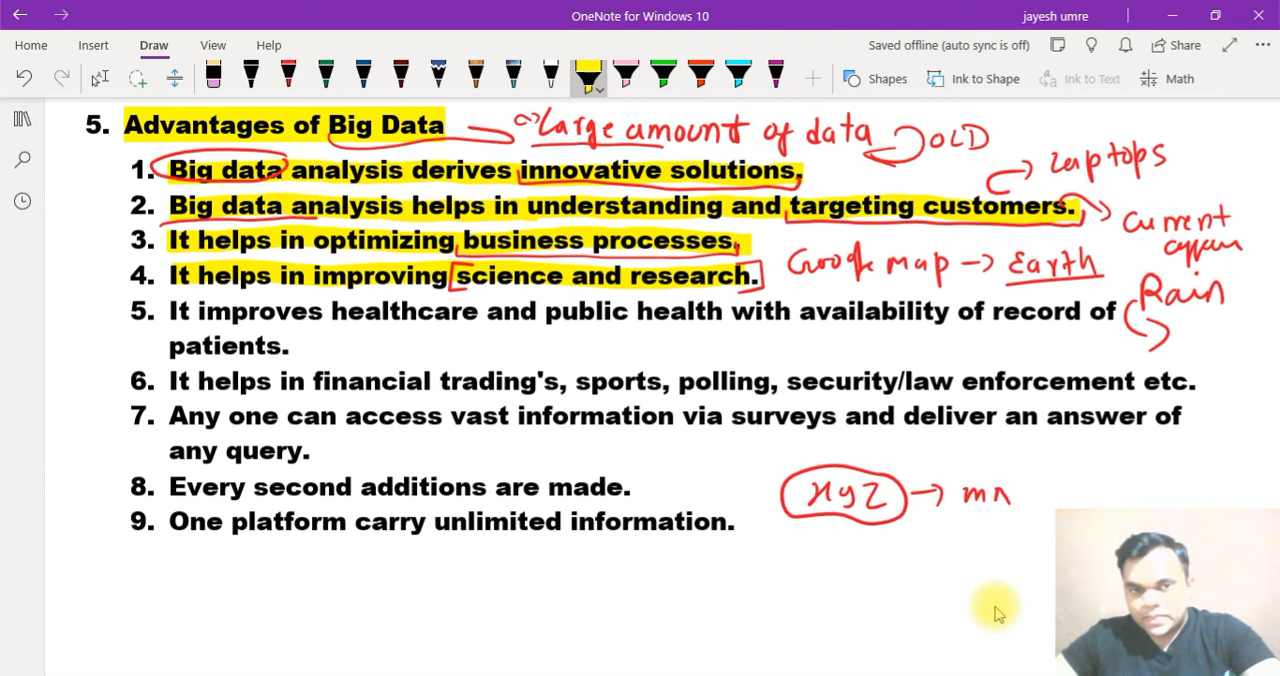 OneNote for Windows 10
jayesh umre
Home Insert Draw View Help
Saved offline (auto sync is off)
Share
Shapes
Ink to Shape
Ink to Text
Math
5. Advantages of Big Data
Large amount of data
OLD
1. Big data analysis derives innovative solutions.
Laptops
2. Big data analysis helps in understanding and targeting customers.
Current
3. It helps in optimizing business processes.
4. It helps in improving science and research.
Google map → Earth
Rain
5. It improves healthcare and public health with availability of record of
patients.
6. It helps in financial trading's, sports, polling, security/law enforcement etc.
7. Any one can access vast information via surveys and deliver an answer of
any query.
8. Every second additions are made.
xyz →
9. One platform carry unlimited information.